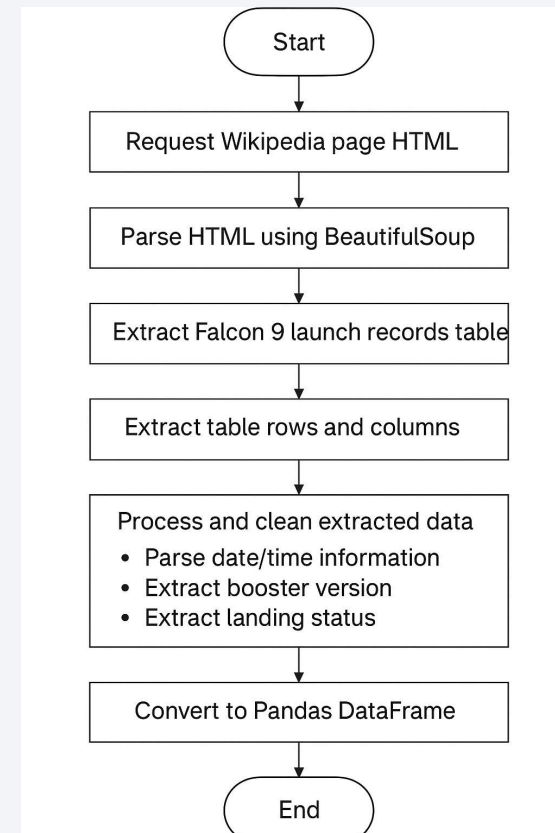 Start
Request Wikipedia page HTML
Parse HTML using BeautifulSoup
Extract Falcon 9 launch records table
Extract table rows and columns
Process and clean extracted data
• Parse date/time information
• Extract booster version
• Extract landing status
Convert to Pandas DataFrame
End